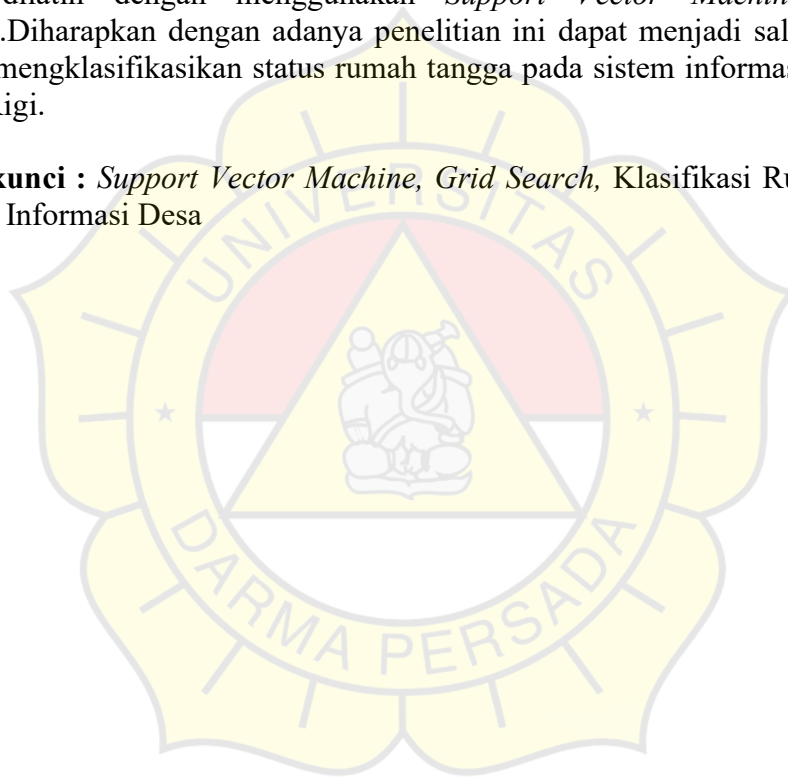 dilatih dengan menggunakan Support Vector Machin
.Diharapkan dengan adanya penelitian ini dapat menjadi sal
mengklasifikasikan status rumah tangga pada sistem informas
igi.
kunci : Support Vector Machine, Grid Search, Klasifikasi Ru
Informasi Desa
UNIVERSITAS
DARMA PERSADA